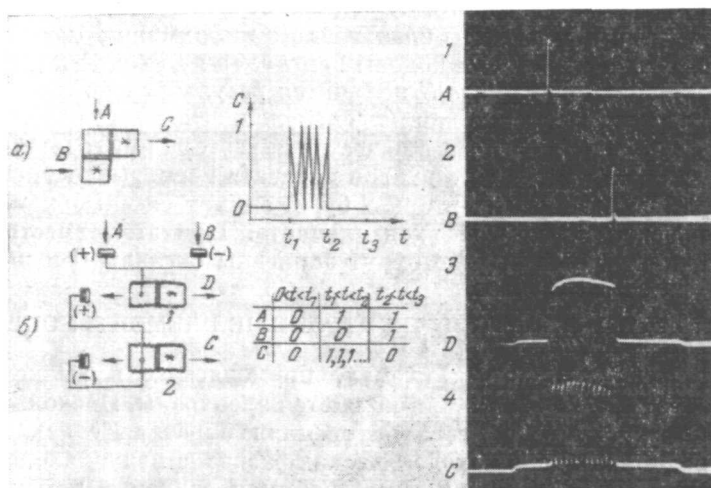 а)
A
B
C
C
1
0
t₁ t₂ t₃ t
б)
A
B
(+)
(−)
D
(+)
1
C
(−)
2
0<t<t₁ t₁<t<t₂ t₂<t<t₃
A 0 1 1
B 0 0 1
C 0 1,1,1... 0
1
A
2
B
3
D
4
C